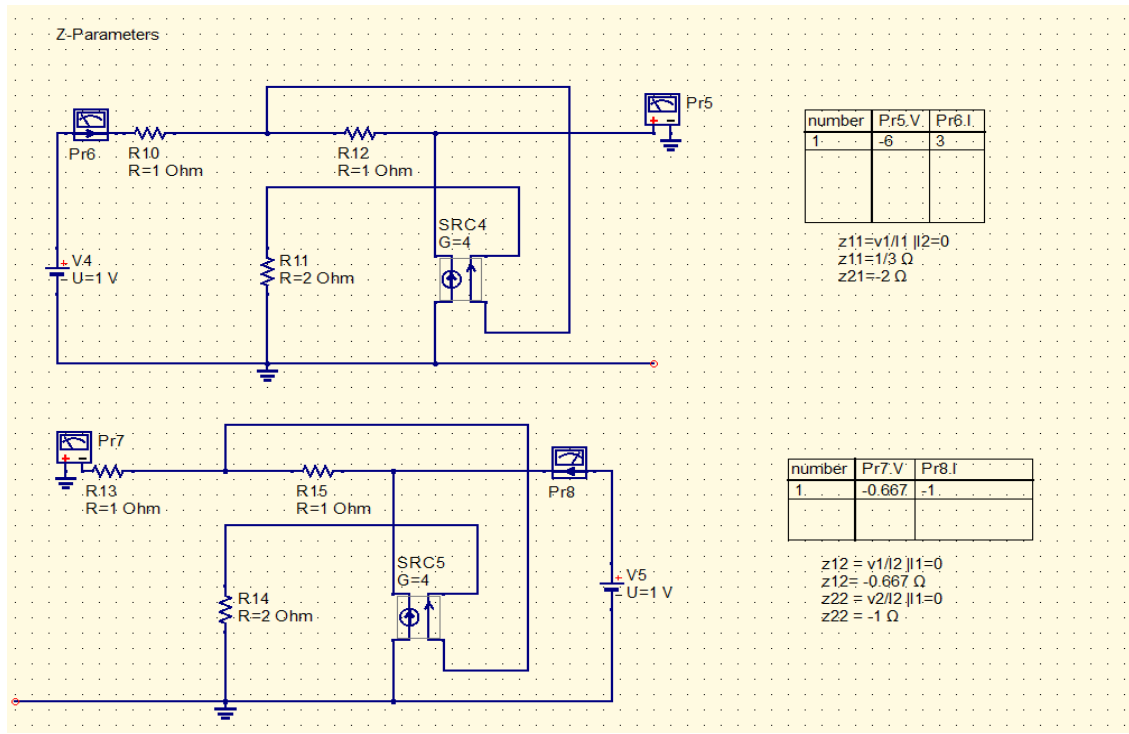 Z-Parameters
Pr6
R10
R=1 Ohm
R12
R=1 Ohm
Pr5
+ -
V4
U=1 V
+
-
R11
R=2 Ohm
SRC4
G=4
number Pr5.V Pr6.I
1 -6 3
z11=v1/I1 |I2=0
z11=1/3 Ω
z21=-2 Ω
Pr7
+ -
R13
R=1 Ohm
R15
R=1 Ohm
Pr8
R14
R=2 Ohm
SRC5
G=4
V5
U=1 V
+
-
number Pr7.V Pr8.I
1 -0.667 -1
z12 = v1/I2 |I1=0
z12= -0.667 Ω
z22 = v2/I2 |I1=0
z22 = -1 Ω